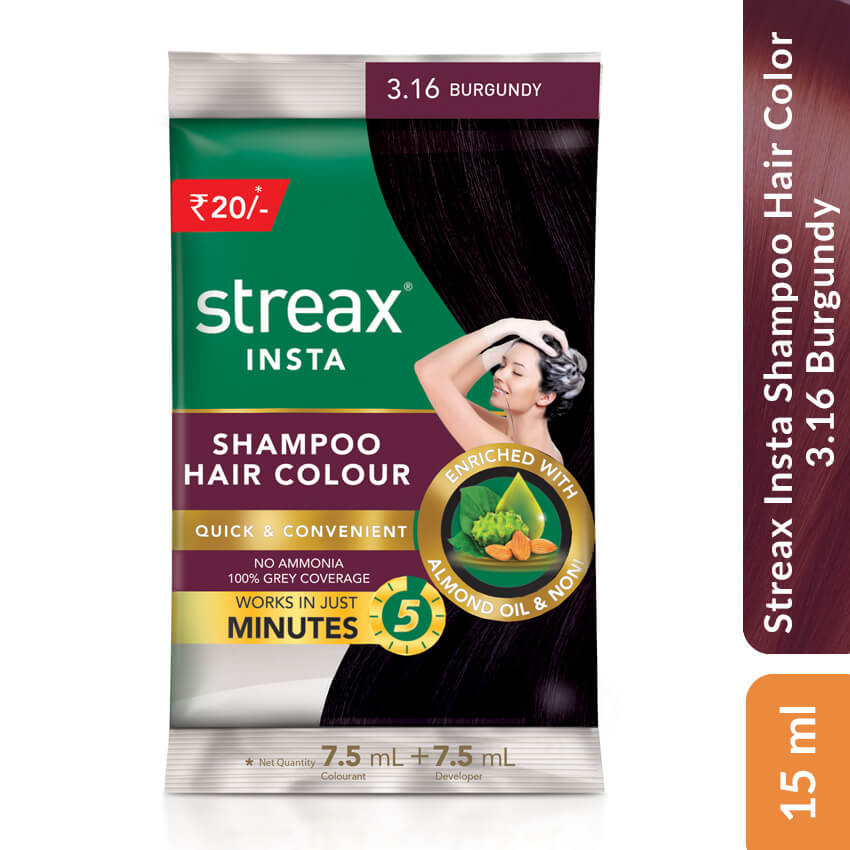 3.16 BURGUNDY
₹20/-*
streax®
INSTA
SHAMPOO
HAIR COLOUR
QUICK & CONVENIENT
NO AMMONIA
100% GREY COVERAGE
WORKS IN JUST
MINUTES 5
ENRICHED WITH
ALMOND OIL & NONI
* Net Quantity 7.5 mL + 7.5 mL
Colourant Developer
Streax Insta Shampoo Hair Color
3.16 Burgundy
15 ml